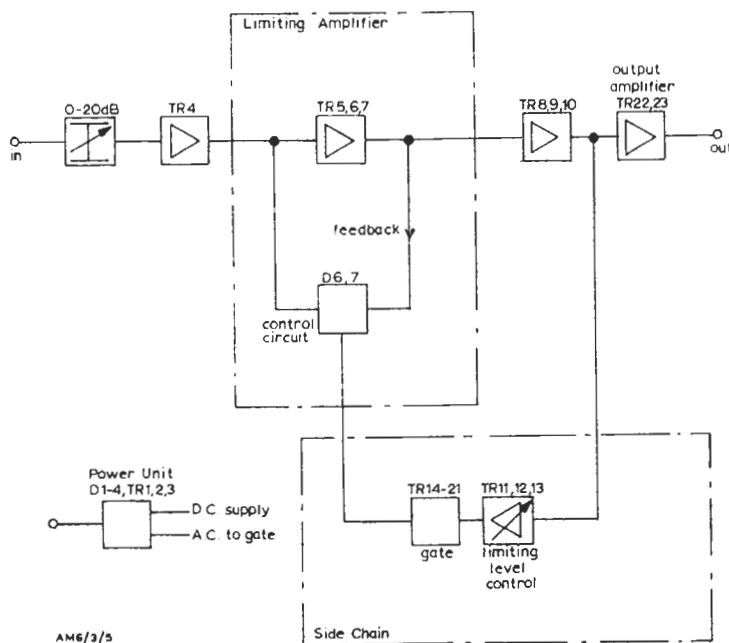 Limiting Amplifier
0-20dB
TR4
TR5,6,7
TR8,9,10
output
amplifier
TR22,23
in
out
feedback
D6,7
control
circuit
Power Unit
D1-4,TR1,2,3
D.C. supply
A.C. to gate
TR14-21
TR11,12,13
gate
limiting
level
control
Side Chain
AM6/3/5